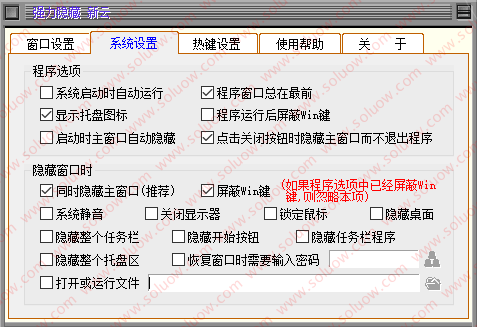 强力隐藏 新云
窗口设置 系统设置 热键设置 使用帮助 关 于
程序选项
系统启动时自动运行 程序窗口总在最前
显示托盘图标 程序运行后屏蔽Win键
启动时主窗口自动隐藏 点击关闭按钮时隐藏主窗口而不退出程序
隐藏窗口时
同时隐藏主窗口(推荐) 屏蔽Win键 (如果程序选项中已经屏蔽Win
键,则忽略本项)
系统静音 关闭显示器 锁定鼠标 隐藏桌面
隐藏整个任务栏 隐藏开始按钮 隐藏任务栏程序
隐藏整个托盘区 恢复窗口时需要输入密码
打开或运行文件
www.soluow.com